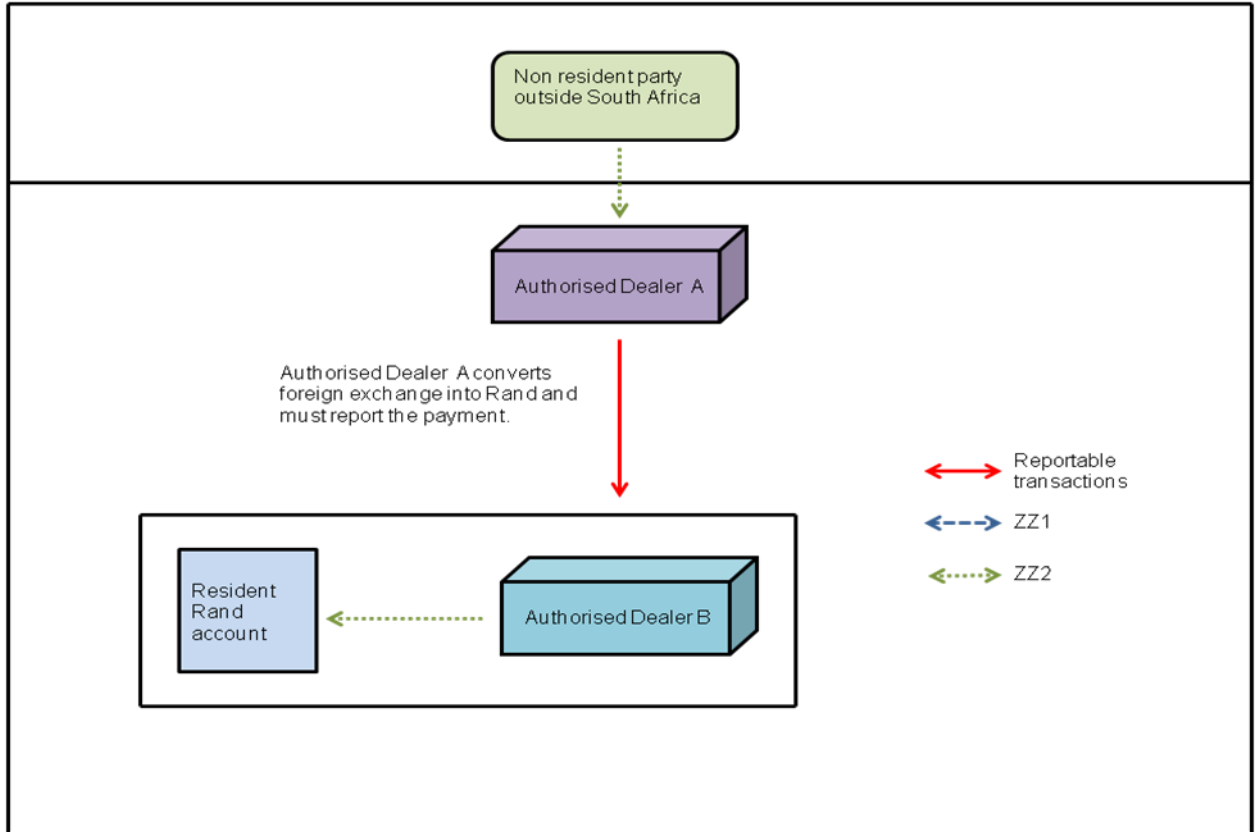 Non resident party
outside South Africa
Authorised Dealer A
Authorised Dealer A converts
foreign exchange into Rand and
must report the payment.
Reportable
transactions
ZZ1
ZZ2
Resident
Rand
account
Authorised Dealer B